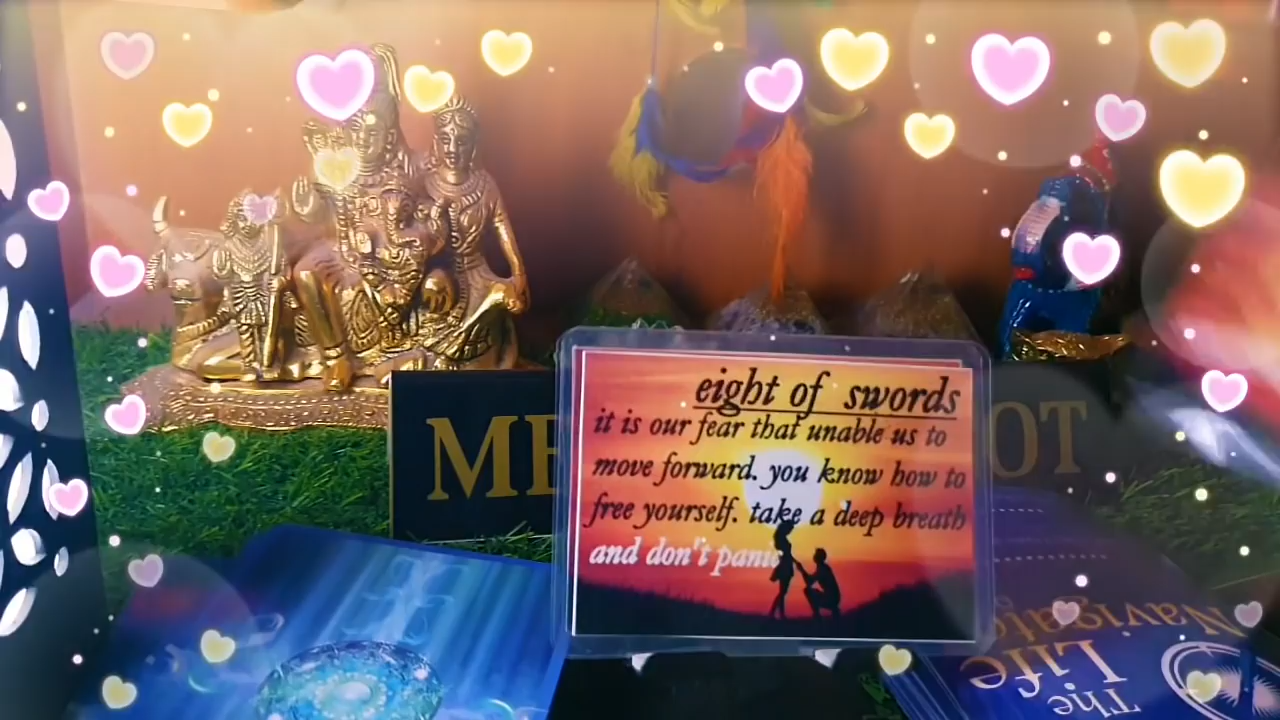 eight of swords
it is our fear that unable us to
move forward. you know how to
free yourself. take a deep breath
and don't panic
ME
OT
The
Life
Navigate